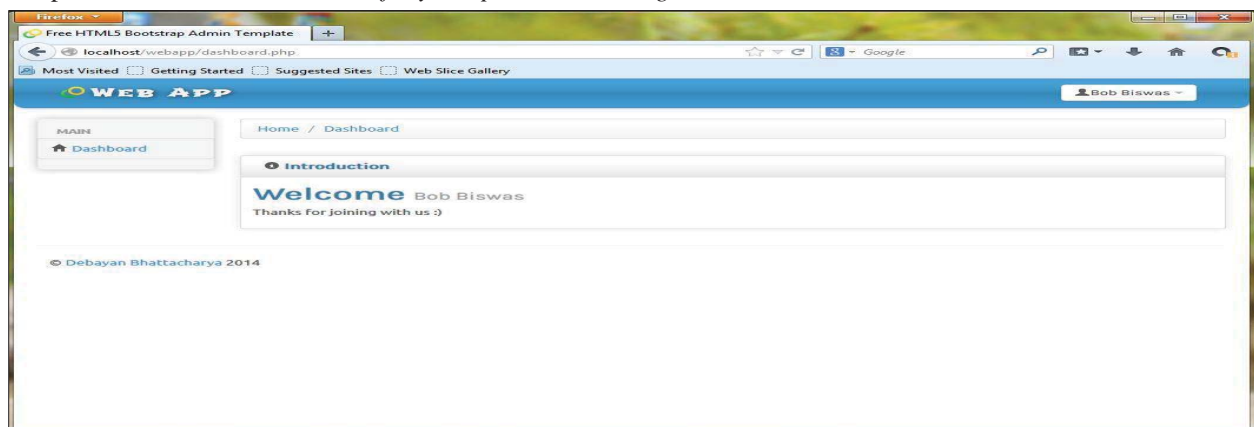 Firefox
Free HTML5 Bootstrap Admin Template +
localhost/webapp/dashboard.php
8 Google
Most Visited Getting Started Suggested Sites Web Slice Gallery
WEB APP
Bob Biswas
MAIN
Dashboard
Home / Dashboard
Introduction
Welcome Bob Biswas
Thanks for joining with us :)
© Debayan Bhattacharya 2014